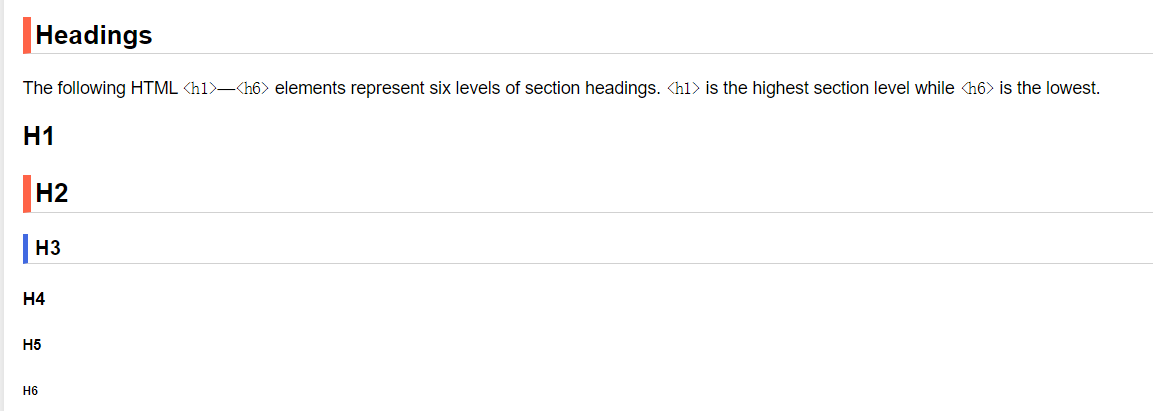 Headings
The following HTML <h1>—<h6> elements represent six levels of section headings. <h1> is the highest section level while <h6> is the lowest.
H1
H2
H3
H4
H5
H6